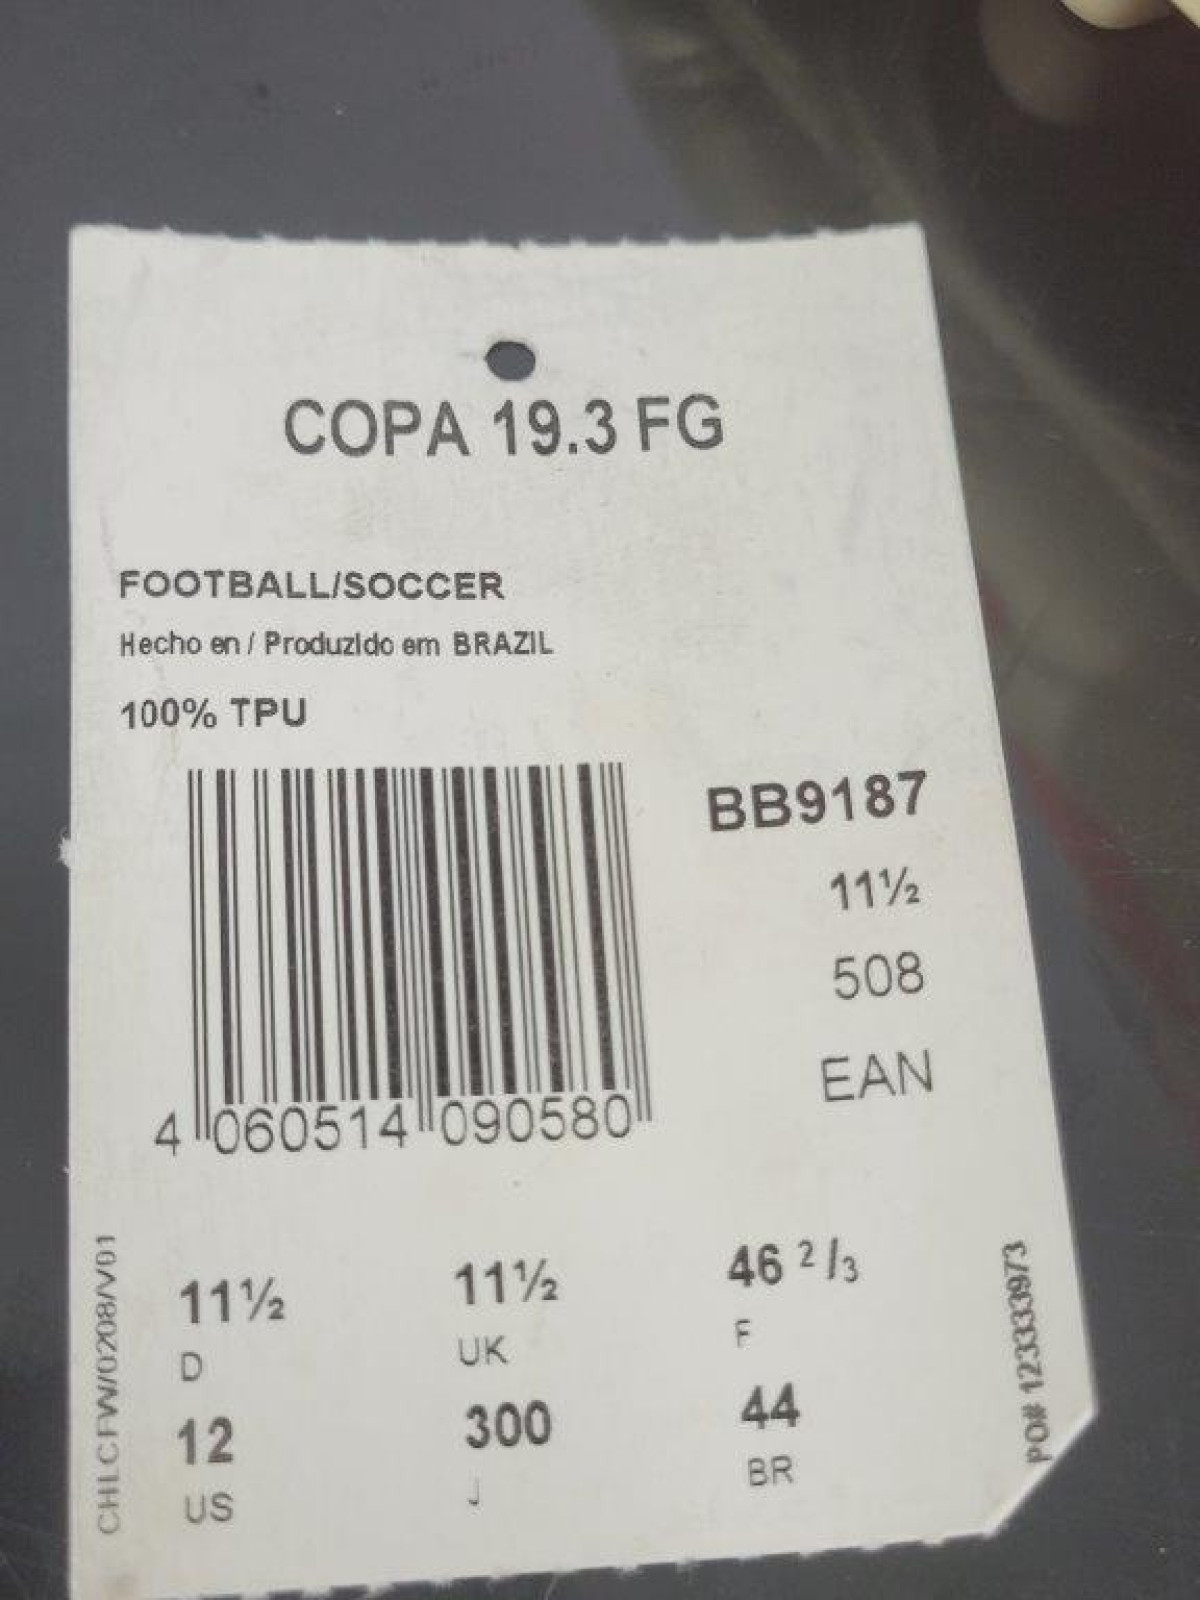 COPA 19.3 FG
FOOTBALL/SOCCER
Hecho en / Produzido em BRAZIL
100% TPU
BB9187
11½
508
EAN
4 060514 090580
11½ 11½ 46 2/3
D UK F
12 300 44
US J BR
CHLCFW/0208/V01
PO# 123333973